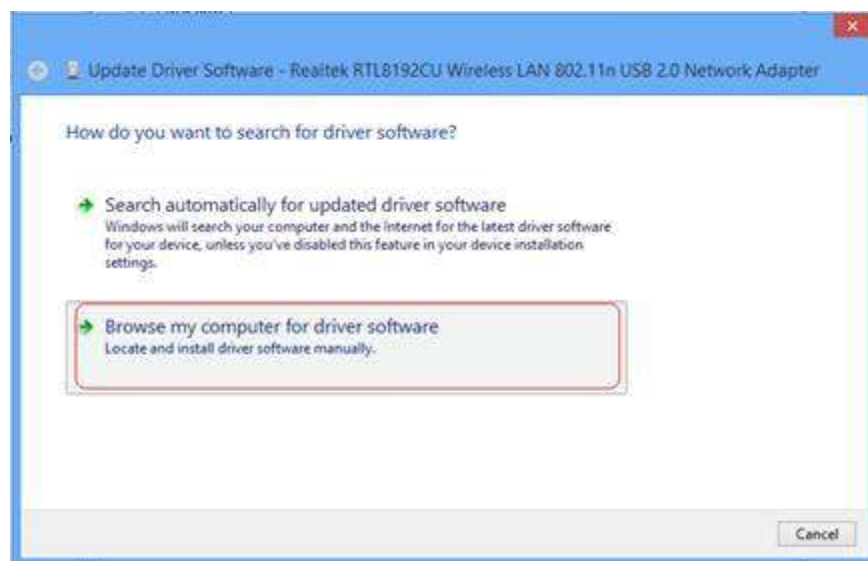 Update Driver Software - Realtek RTL8192CU Wireless LAN 802.11n USB 2.0 Network Adapter
How do you want to search for driver software?
Search automatically for updated driver software
Windows will search your computer and the Internet for the latest driver software
for your device, unless you've disabled this feature in your device installation
settings.
Browse my computer for driver software
Locate and install driver software manually.
Cancel